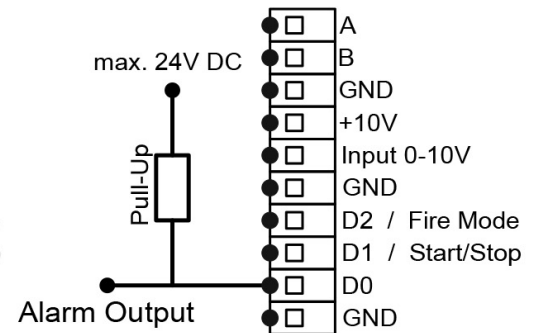 A
max. 24V DC
B
GND
+10V
Pull-Up
Input 0-10V
GND
D2 / Fire Mode
D1 / Start/Stop
D0
Alarm Output
GND